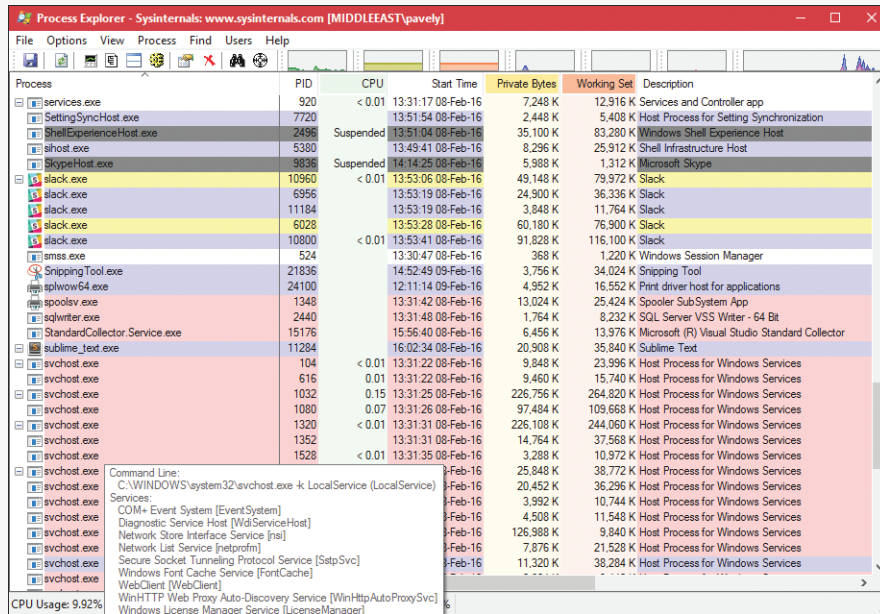 Process Explorer - Sysinternals: www.sysinternals.com [MIDDLEEAST\pavely]
File Options View Process Find Users Help
Process PID CPU Start Time Private Bytes Working Set Description
services.exe 920 < 0.01 13:31:17 08-Feb-16 7,248 K 12,916 K Services and Controller app
SettingSyncHost.exe 7720 13:51:54 08-Feb-16 2,448 K 5,408 K Host Process for Setting Synchronization
ShellExperienceHost.exe 2496 Suspended 13:51:04 08-Feb-16 35,100 K 83,280 K Windows Shell Experience Host
sihost.exe 5380 13:49:41 08-Feb-16 8,296 K 25,912 K Shell Infrastructure Host
SkypeHost.exe 9836 Suspended 14:14:25 08-Feb-16 5,988 K 1,312 K Microsoft Skype
slack.exe 10960 < 0.01 13:53:06 08-Feb-16 49,148 K 79,972 K Slack
slack.exe 6956 13:53:19 08-Feb-16 24,900 K 36,336 K Slack
slack.exe 11184 13:53:19 08-Feb-16 3,848 K 11,764 K Slack
slack.exe 6028 13:53:28 08-Feb-16 60,180 K 76,900 K Slack
slack.exe 10800 < 0.01 13:53:41 08-Feb-16 91,828 K 116,100 K Slack
smss.exe 524 13:30:47 08-Feb-16 368 K 1,220 K Windows Session Manager
SnippingTool.exe 21836 14:52:49 09-Feb-16 3,756 K 34,024 K Snipping Tool
splwow64.exe 24100 12:11:14 09-Feb-16 4,952 K 16,552 K Print driver host for applications
spoolsv.exe 1348 13:31:42 08-Feb-16 13,024 K 25,424 K Spooler SubSystem App
sqlwriter.exe 2440 13:31:48 08-Feb-16 1,764 K 8,232 K SQL Server VSS Writer - 64 Bit
StandardCollector.Service.exe 15176 15:56:40 08-Feb-16 6,456 K 13,976 K Microsoft (R) Visual Studio Standard Collector
sublime_text.exe 11284 16:02:34 08-Feb-16 20,908 K 35,840 K Sublime Text
svchost.exe 104 < 0.01 13:31:22 08-Feb-16 9,848 K 23,996 K Host Process for Windows Services
svchost.exe 616 0.01 13:31:22 08-Feb-16 9,460 K 15,740 K Host Process for Windows Services
svchost.exe 1032 0.15 13:31:25 08-Feb-16 226,756 K 264,820 K Host Process for Windows Services
svchost.exe 1080 0.07 13:31:26 08-Feb-16 97,484 K 109,668 K Host Process for Windows Services
svchost.exe 1320 < 0.01 13:31:31 08-Feb-16 226,108 K 244,060 K Host Process for Windows Services
svchost.exe 1352 13:31:31 08-Feb-16 14,764 K 37,568 K Host Process for Windows Services
svchost.exe 1528 < 0.01 13:31:35 08-Feb-16 3,288 K 10,972 K Host Process for Windows Services
svchost.exe 3-Feb-16 25,848 K 38,772 K Host Process for Windows Services
svchost.exe 3-Feb-16 20,452 K 36,296 K Host Process for Windows Services
svchost.exe 3-Feb-16 3,992 K 10,744 K Host Process for Windows Services
svchost.exe 3-Feb-16 4,508 K 11,548 K Host Process for Windows Services
svchost.exe 3-Feb-16 126,988 K 9,840 K Host Process for Windows Services
svchost.exe 3-Feb-16 7,876 K 21,528 K Host Process for Windows Services
svchost.exe 3-Feb-16 11,320 K 38,284 K Host Process for Windows Services
svchost.exe
Command Line:
C:\WINDOWS\system32\svchost.exe -k LocalService (LocalService)
Services:
COM+ Event System [EventSystem]
Diagnostic Service Host [WdiServiceHost]
Network Store Interface Service [nsi]
Network List Service [netprofm]
Secure Socket Tunneling Protocol Service [SstpSvc]
Windows Font Cache Service [FontCache]
WebClient [WebClient]
WinHTTP Web Proxy Auto-Discovery Service [WinHttpAutoProxySvc]
Windows License Manager Service [LicenseManager]
CPU Usage: 9.92% %